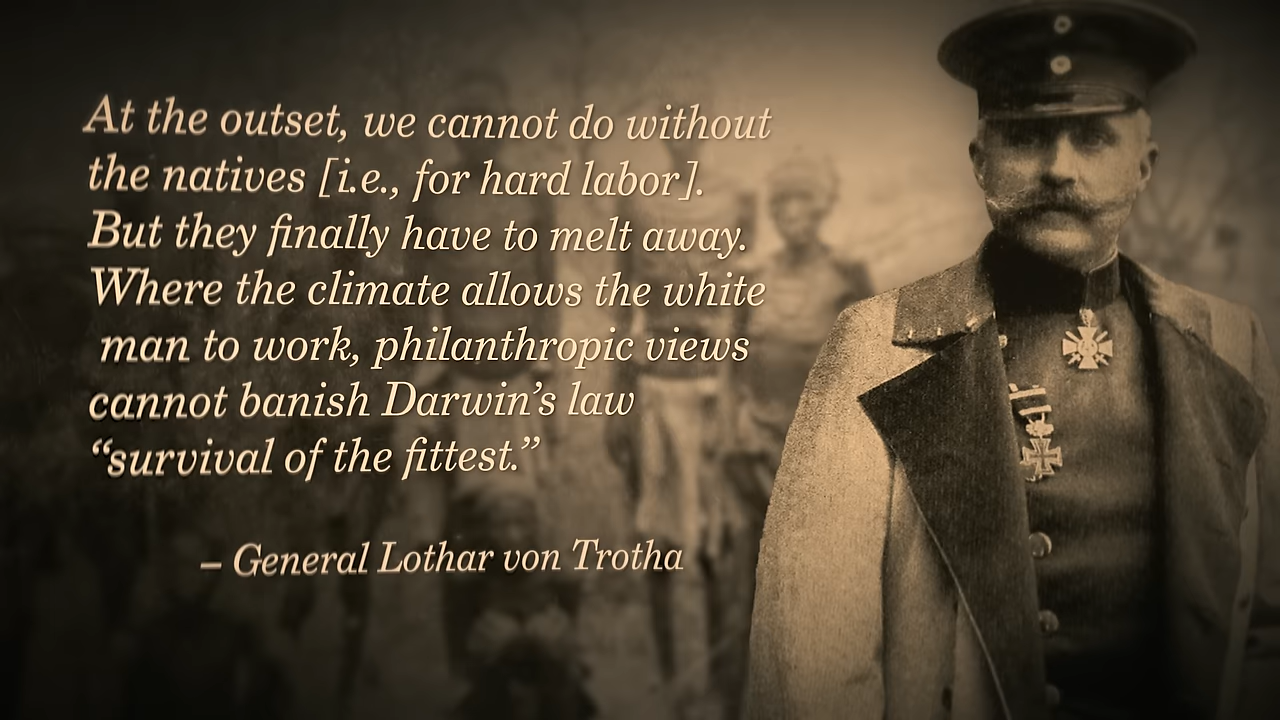 At the outset, we cannot do without
the natives [i.e., for hard labor].
But they finally have to melt away.
Where the climate allows the white
man to work, philanthropic views
cannot banish Darwin’s law
“survival of the fittest.”
– General Lothar von Trotha